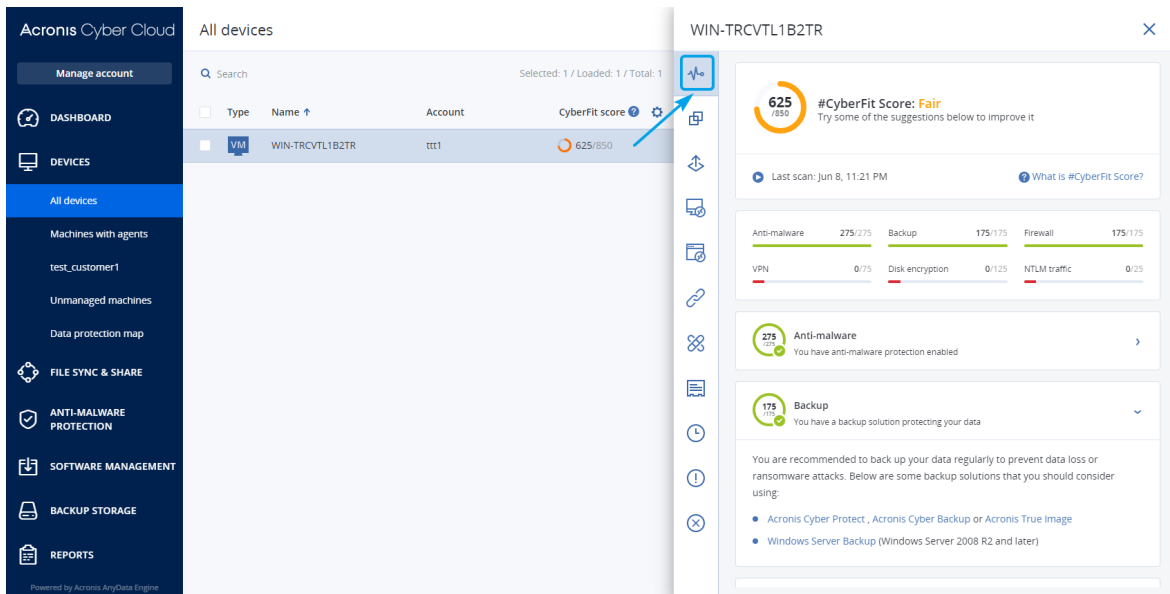 Acronis Cyber Cloud
Manage account
DASHBOARD
DEVICES
All devices
Machines with agents
test_customer1
Unmanaged machines
Data protection map
FILE SYNC & SHARE
ANTI-MALWARE
PROTECTION
SOFTWARE MANAGEMENT
BACKUP STORAGE
REPORTS
Powered by Acronis AnyData Engine
All devices
Search
Selected: 1 / Loaded: 1 / Total: 1
Type Name ↑ Account CyberFit score ?
VM WIN-TRCVTL1B2TR ttt1 625/850
WIN-TRCVTL1B2TR
625
/850
#CyberFit Score: Fair
Try some of the suggestions below to improve it
Last scan: Jun 8, 11:21 PM
? What is #CyberFit Score?
Anti-malware 275/275 Backup 175/175 Firewall 175/175
VPN 0/75 Disk encryption 0/125 NTLM traffic 0/25
275
/275
Anti-malware
You have anti-malware protection enabled
175
/175
Backup
You have a backup solution protecting your data
You are recommended to back up your data regularly to prevent data loss or
ransomware attacks. Below are some backup solutions that you should consider
using:
• Acronis Cyber Protect , Acronis Cyber Backup or Acronis True Image
• Windows Server Backup (Windows Server 2008 R2 and later)